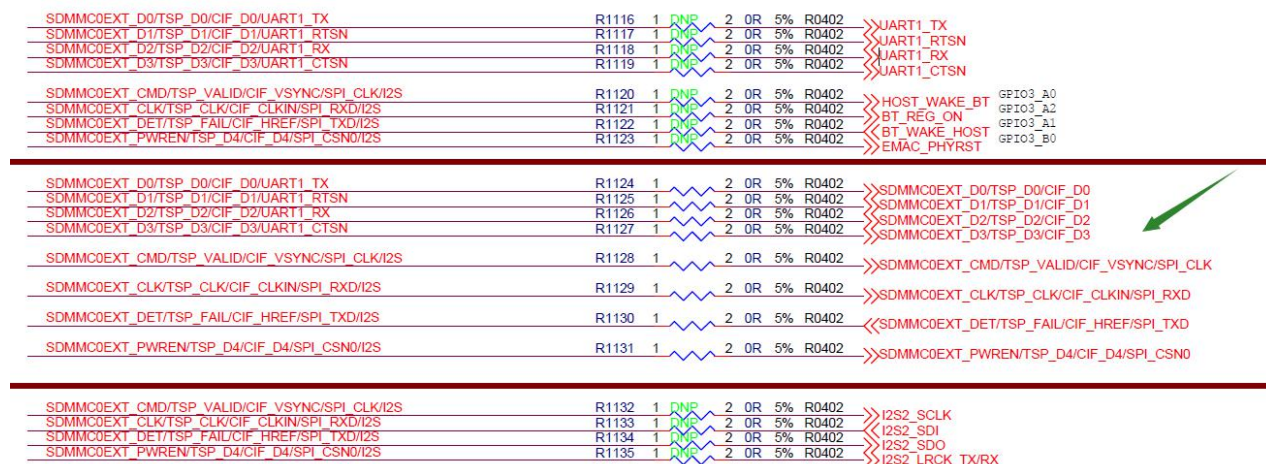 SDMMC0EXT_D0/TSP_D0/CIF_D0/UART1_TX R1116 1 DNP 2 0R 5% R0402 UART1_TX
SDMMC0EXT_D1/TSP_D1/CIF_D1/UART1_RTSN R1117 1 DNP 2 0R 5% R0402 UART1_RTSN
SDMMC0EXT_D2/TSP_D2/CIF_D2/UART1_RX R1118 1 DNP 2 0R 5% R0402 UART1_RX
SDMMC0EXT_D3/TSP_D3/CIF_D3/UART1_CTSN R1119 1 DNP 2 0R 5% R0402 UART1_CTSN
SDMMC0EXT_CMD/TSP_VALID/CIF_VSYNC/SPI_CLK/I2S R1120 1 DNP 2 0R 5% R0402 HOST_WAKE_BT GPIO3_A0
SDMMC0EXT_CLK/TSP_CLK/CIF_CLKIN/SPI_RXD/I2S R1121 1 DNP 2 0R 5% R0402 BT_REG_ON GPIO3_A2
SDMMC0EXT_DET/TSP_FAIL/CIF_HREF/SPI_TXD/I2S R1122 1 DNP 2 0R 5% R0402 BT_WAKE_HOST GPIO3_A1
SDMMC0EXT_PWREN/TSP_D4/CIF_D4/SPI_CSN0/I2S R1123 1 DNP 2 0R 5% R0402 EMAC_PHYRST GPIO3_B0
SDMMC0EXT_D0/TSP_D0/CIF_D0/UART1_TX R1124 1 2 0R 5% R0402 SDMMC0EXT_D0/TSP_D0/CIF_D0
SDMMC0EXT_D1/TSP_D1/CIF_D1/UART1_RTSN R1125 1 2 0R 5% R0402 SDMMC0EXT_D1/TSP_D1/CIF_D1
SDMMC0EXT_D2/TSP_D2/CIF_D2/UART1_RX R1126 1 2 0R 5% R0402 SDMMC0EXT_D2/TSP_D2/CIF_D2
SDMMC0EXT_D3/TSP_D3/CIF_D3/UART1_CTSN R1127 1 2 0R 5% R0402 SDMMC0EXT_D3/TSP_D3/CIF_D3
SDMMC0EXT_CMD/TSP_VALID/CIF_VSYNC/SPI_CLK/I2S R1128 1 2 0R 5% R0402 SDMMC0EXT_CMD/TSP_VALID/CIF_VSYNC/SPI_CLK
SDMMC0EXT_CLK/TSP_CLK/CIF_CLKIN/SPI_RXD/I2S R1129 1 2 0R 5% R0402 SDMMC0EXT_CLK/TSP_CLK/CIF_CLKIN/SPI_RXD
SDMMC0EXT_DET/TSP_FAIL/CIF_HREF/SPI_TXD/I2S R1130 1 2 0R 5% R0402 SDMMC0EXT_DET/TSP_FAIL/CIF_HREF/SPI_TXD
SDMMC0EXT_PWREN/TSP_D4/CIF_D4/SPI_CSN0/I2S R1131 1 2 0R 5% R0402 SDMMC0EXT_PWREN/TSP_D4/CIF_D4/SPI_CSN0
SDMMC0EXT_CMD/TSP_VALID/CIF_VSYNC/SPI_CLK/I2S R1132 1 DNP 2 0R 5% R0402 I2S2_SCLK
SDMMC0EXT_CLK/TSP_CLK/CIF_CLKIN/SPI_RXD/I2S R1133 1 DNP 2 0R 5% R0402 I2S2_SDI
SDMMC0EXT_DET/TSP_FAIL/CIF_HREF/SPI_TXD/I2S R1134 1 DNP 2 0R 5% R0402 I2S2_SDO
SDMMC0EXT_PWREN/TSP_D4/CIF_D4/SPI_CSN0/I2S R1135 1 DNP 2 0R 5% R0402 I2S2_LRCK_TX/RX